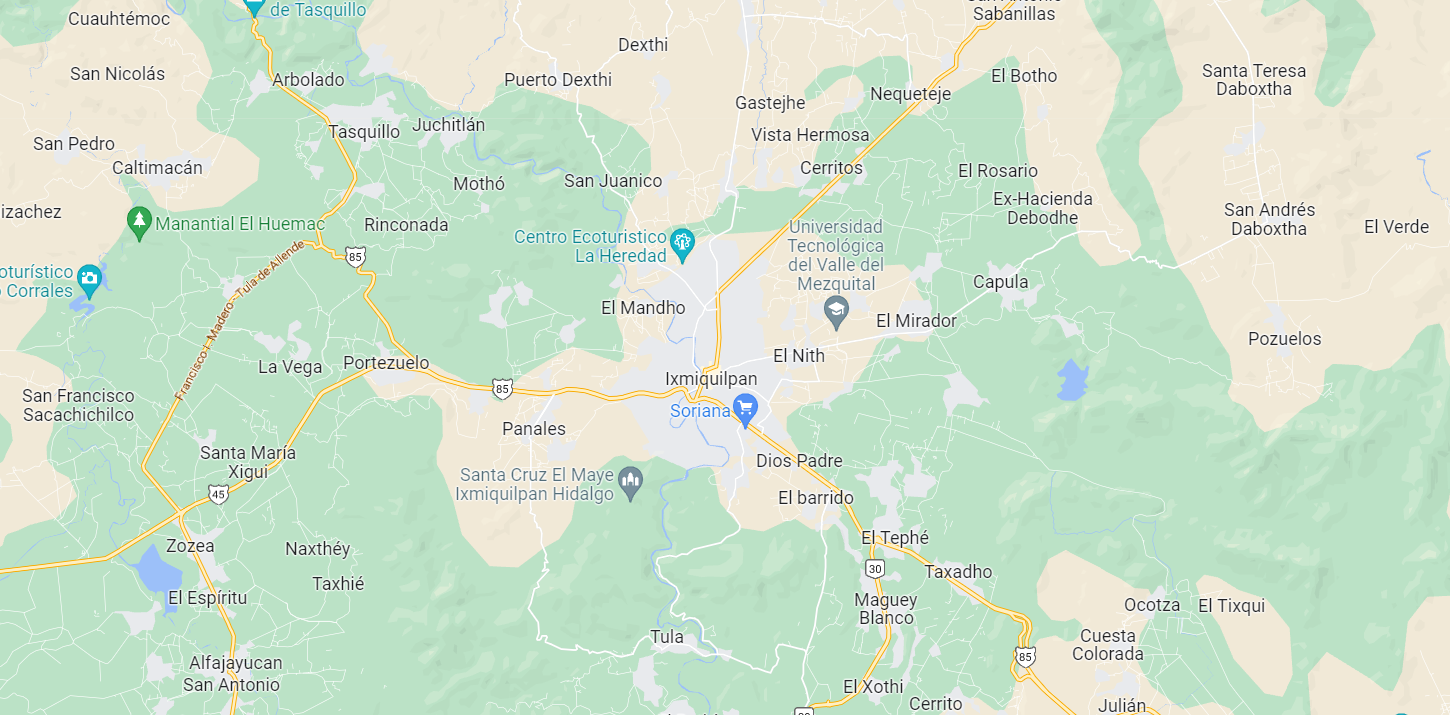 de Tasquillo
San Antonio
Sabanillas
Cuauhtémoc
Dexthi
San Nicolás
Arbolado
Puerto Dexthi
El Botho
Santa Teresa
Daboxtha
Gastejhe
Nequeteje
Tasquillo
Juchitlán
Vista Hermosa
San Pedro
Caltimacán
Cerritos
El Rosario
Mothó
San Juanico
Ex-Hacienda
Debodhe
izachez
Manantial El Huemac
Rinconada
San Andrés
Daboxtha
El Verde
Universidad
Tecnológica
del Valle del
Mezquital
Centro Ecoturistico
La Heredad
85
oturístico
Corrales
Francisco I. Madero - Tula de Allende
Capula
El Mandho
El Mirador
Pozuelos
La Vega
Portezuelo
El Nith
Ixmiquilpan
85
San Francisco
Sacachichilco
Soriana
Panales
Santa María
Xigui
Dios Padre
Santa Cruz El Maye
Ixmiquilpan Hidalgo
45
El barrido
Zozea
Naxthéy
El Tephé
30
Taxadho
Taxhié
El Espíritu
Maguey
Blanco
Ocotza
El Tixqui
Tula
Cuesta
Colorada
85
Alfajayucan
San Antonio
El Xothi
Cerrito
Julián